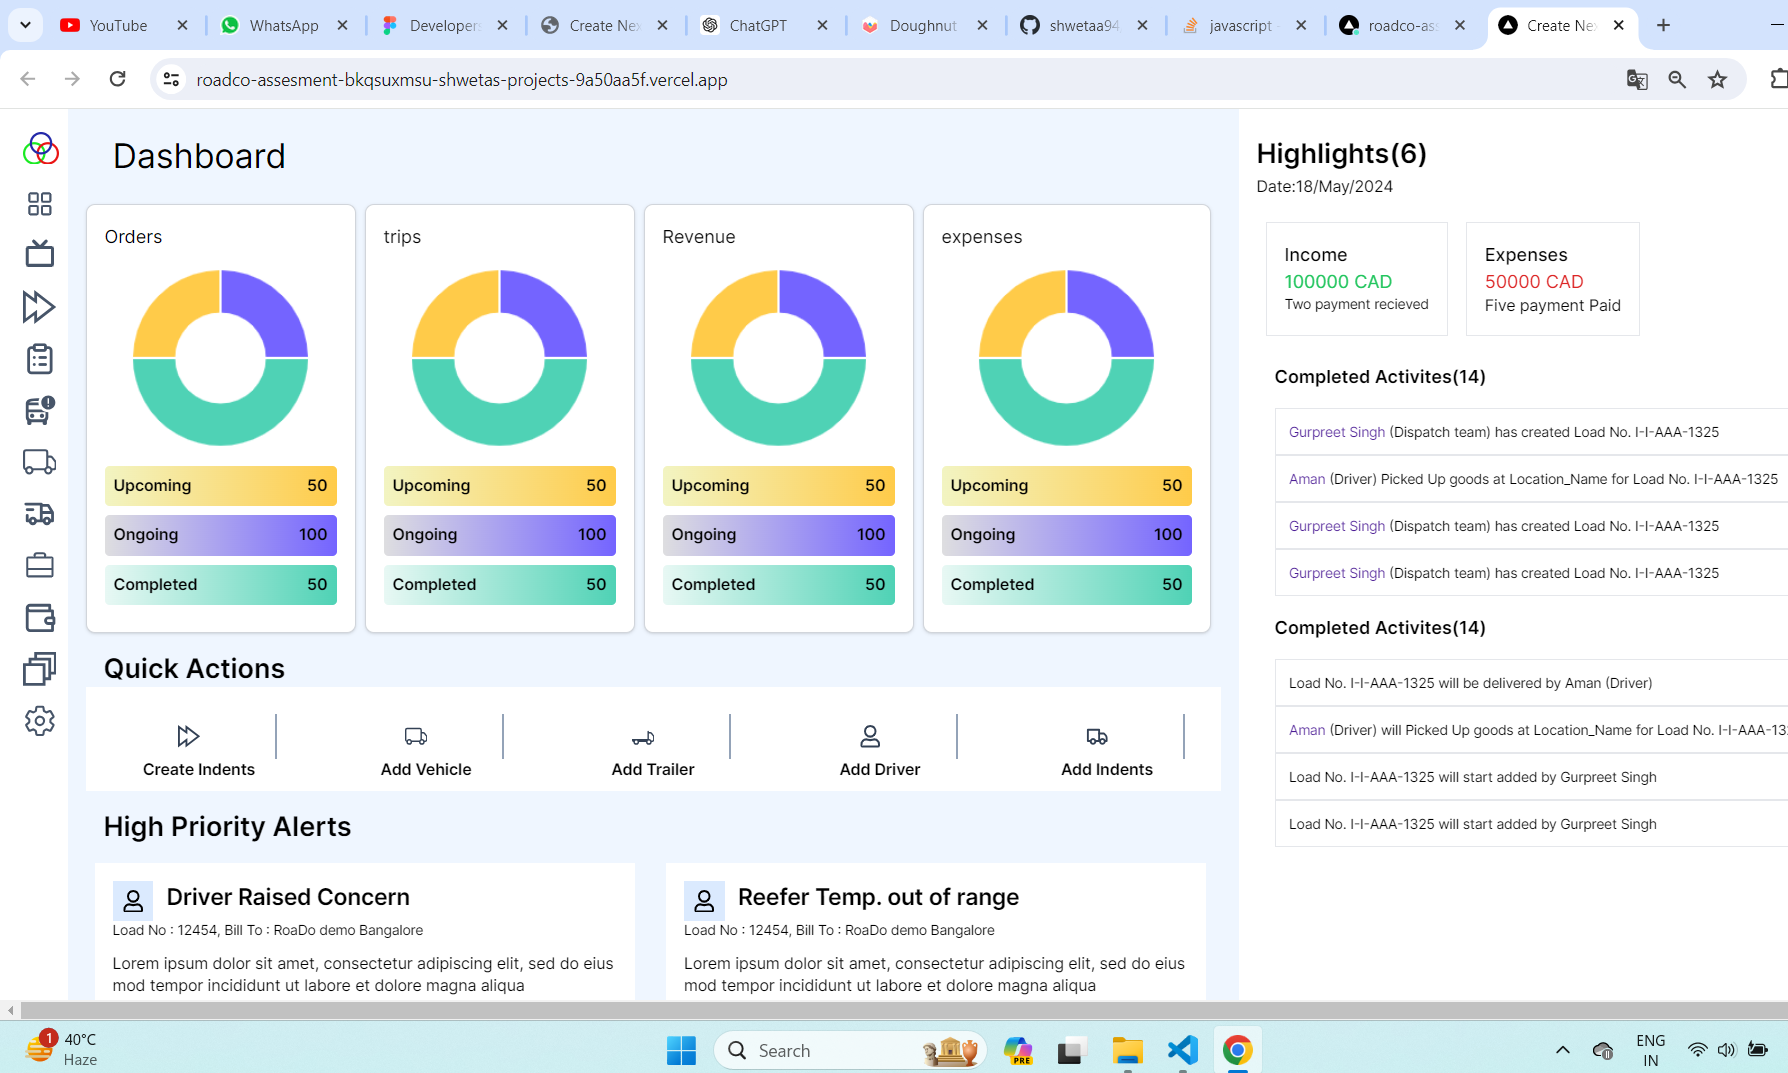 YouTube
WhatsApp
Developers
Create Ne
ChatGPT
Doughnut
shwetaa94
javascript
roadco-ass
Create Ne
roadco-assesment-bkqsuxmsu-shwetas-projects-9a50aa5f.vercel.app
Dashboard
Orders
Upcoming 50
Ongoing 100
Completed 50
trips
Upcoming 50
Ongoing 100
Completed 50
Revenue
Upcoming 50
Ongoing 100
Completed 50
expenses
Upcoming 50
Ongoing 100
Completed 50
Quick Actions
Create Indents
Add Vehicle
Add Trailer
Add Driver
Add Indents
High Priority Alerts
Driver Raised Concern
Load No : 12454, Bill To : RoaDo demo Bangalore
Lorem ipsum dolor sit amet, consectetur adipiscing elit, sed do eius
mod tempor incididunt ut labore et dolore magna aliqua
Reefer Temp. out of range
Load No : 12454, Bill To : RoaDo demo Bangalore
Lorem ipsum dolor sit amet, consectetur adipiscing elit, sed do eius
mod tempor incididunt ut labore et dolore magna aliqua
Highlights(6)
Date:18/May/2024
Income
100000 CAD
Two payment recieved
Expenses
50000 CAD
Five payment Paid
Completed Activites(14)
Gurpreet Singh (Dispatch team) has created Load No. I-I-AAA-1325
Aman (Driver) Picked Up goods at Location_Name for Load No. I-I-AAA-1325
Gurpreet Singh (Dispatch team) has created Load No. I-I-AAA-1325
Gurpreet Singh (Dispatch team) has created Load No. I-I-AAA-1325
Completed Activites(14)
Load No. I-I-AAA-1325 will be delivered by Aman (Driver)
Aman (Driver) will Picked Up goods at Location_Name for Load No. I-I-AAA-13
Load No. I-I-AAA-1325 will start added by Gurpreet Singh
Load No. I-I-AAA-1325 will start added by Gurpreet Singh
1
40°C
Haze
Search
PRE
ENG
IN